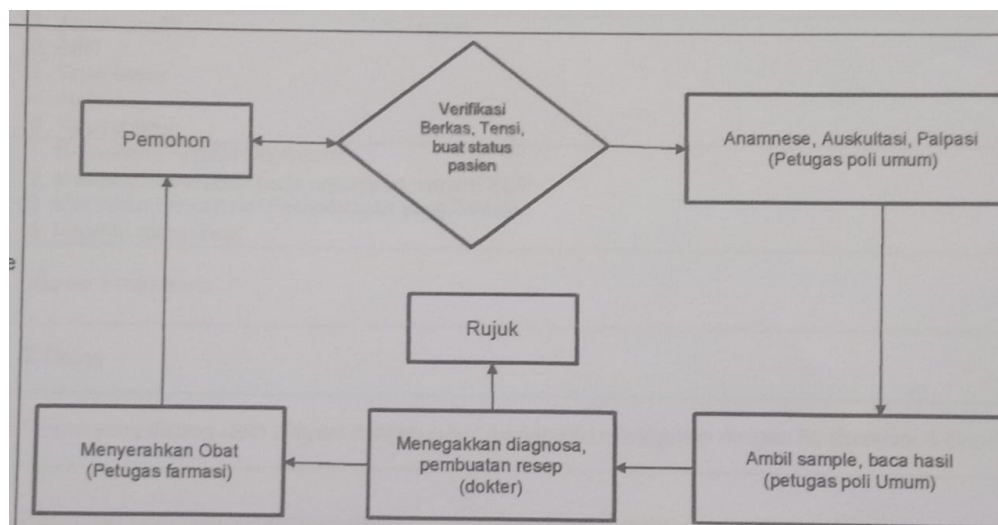 Pemohon
Verifikasi
Berkas, Tensi,
buat status
pasien
Anamnese, Auskultasi, Palpasi
(Petugas poli umum)
Rujuk
Menyerahkan Obat
(Petugas farmasi)
Menegakkan diagnosa,
pembuatan resep
(dokter)
Ambil sample, baca hasil
(petugas poli Umum)